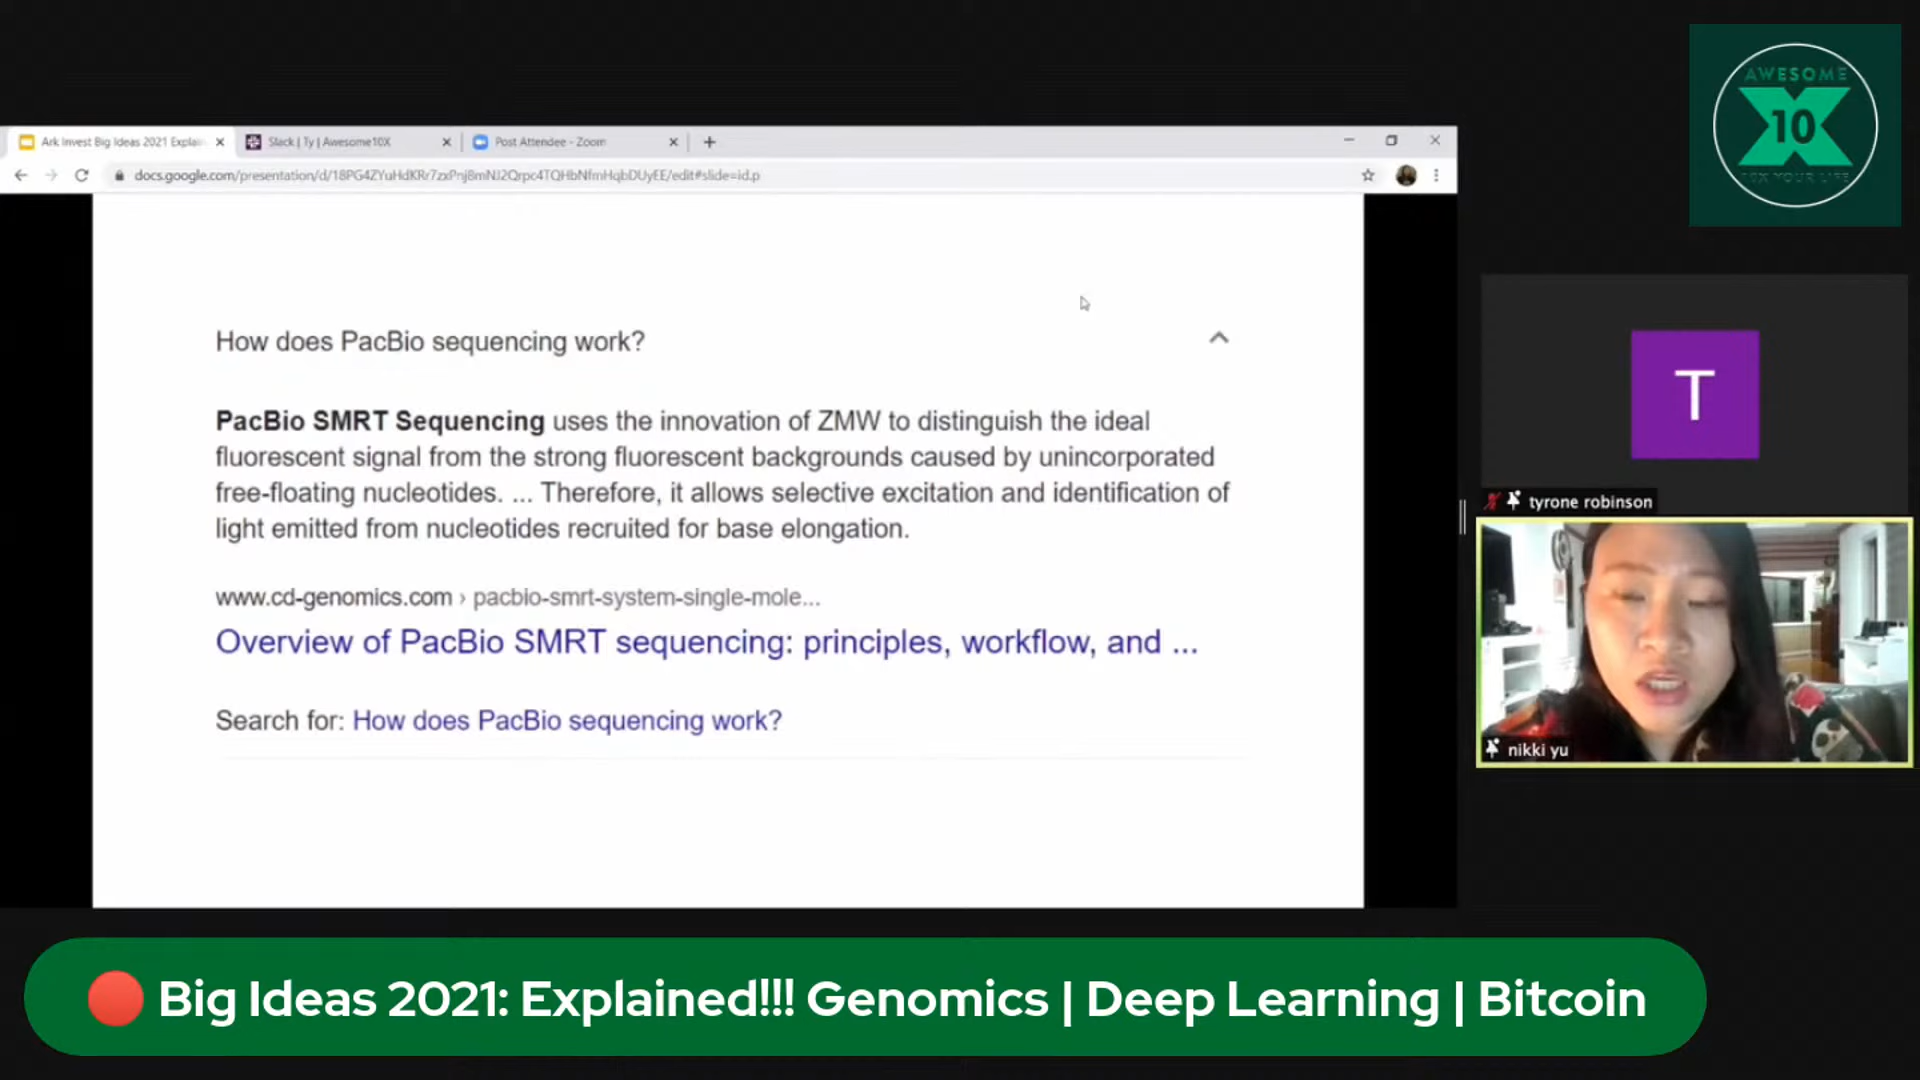 AWESOME
10
10X YOUR LIFE
Ark Invest Big Ideas 2021 Explain
Slack | Ty | Awesome10X
Post Attendee - Zoom
docs.google.com/presentation/d/18PG4ZYuHdKRr7zxPnj8mNJ2Qrpc4TQHbNfmHqbDUyEE/edit#slide=id.p
How does PacBio sequencing work?
PacBio SMRT Sequencing uses the innovation of ZMW to distinguish the ideal
fluorescent signal from the strong fluorescent backgrounds caused by unincorporated
free-floating nucleotides. ... Therefore, it allows selective excitation and identification of
light emitted from nucleotides recruited for base elongation.
www.cd-genomics.com › pacbio-smrt-system-single-mole...
Overview of PacBio SMRT sequencing: principles, workflow, and ...
Search for: How does PacBio sequencing work?
T
tyrone robinson
nikki yu
Big Ideas 2021: Explained!!! Genomics | Deep Learning | Bitcoin